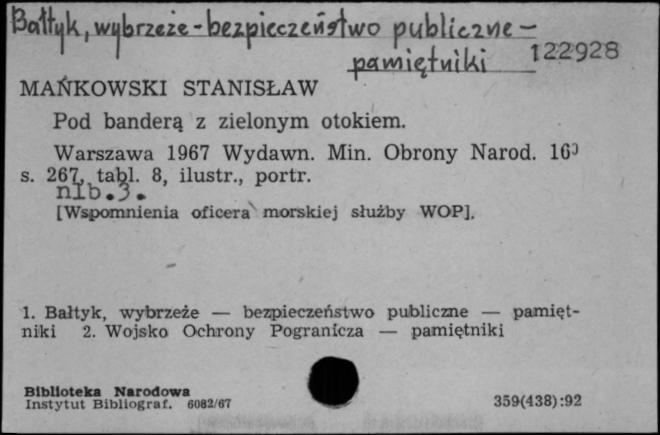 Bałtyk, wybrzeże - bezpieczeństwo publiczne -
pamiętniki 122928
MAŃKOWSKI STANISŁAW
Pod banderą z zielonym otokiem.
Warszawa 1967 Wydawn. Min. Obrony Narod. 16⁰
s. 267, tabl. 8, ilustr., portr.
nlb.3.
[Wspomnienia oficera morskiej służby WOP].
1. Bałtyk, wybrzeże — bezpieczeństwo publiczne — pamięt-
niki 2. Wojsko Ochrony Pogranicza — pamiętniki
Biblioteka Narodowa
Instytut Bibliograf. 6082/67
359(438):92